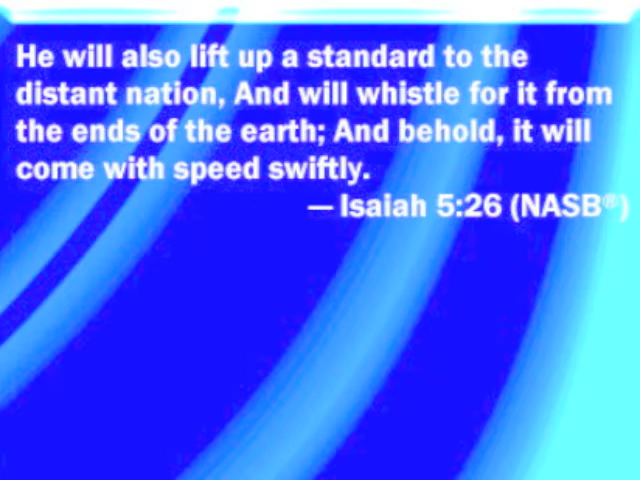 He will also lift up a standard to the
distant nation, And will whistle for it from
the ends of the earth; And behold, it will
come with speed swiftly.
— Isaiah 5:26 (NASB®)